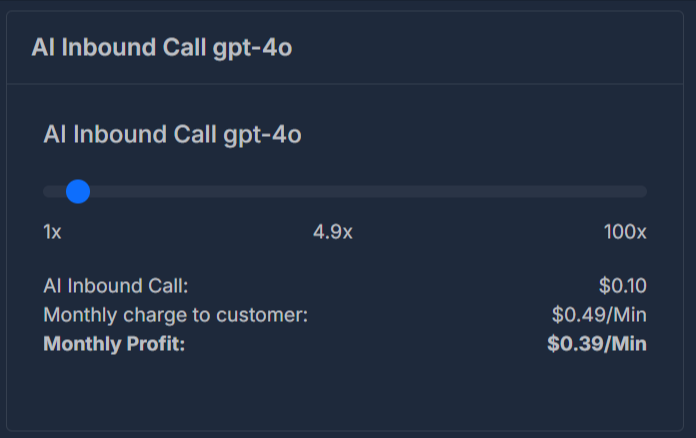 AI Inbound Call gpt-4o
AI Inbound Call gpt-4o
1x 4.9x 100x
AI Inbound Call: $0.10
Monthly charge to customer: $0.49/Min
Monthly Profit: $0.39/Min